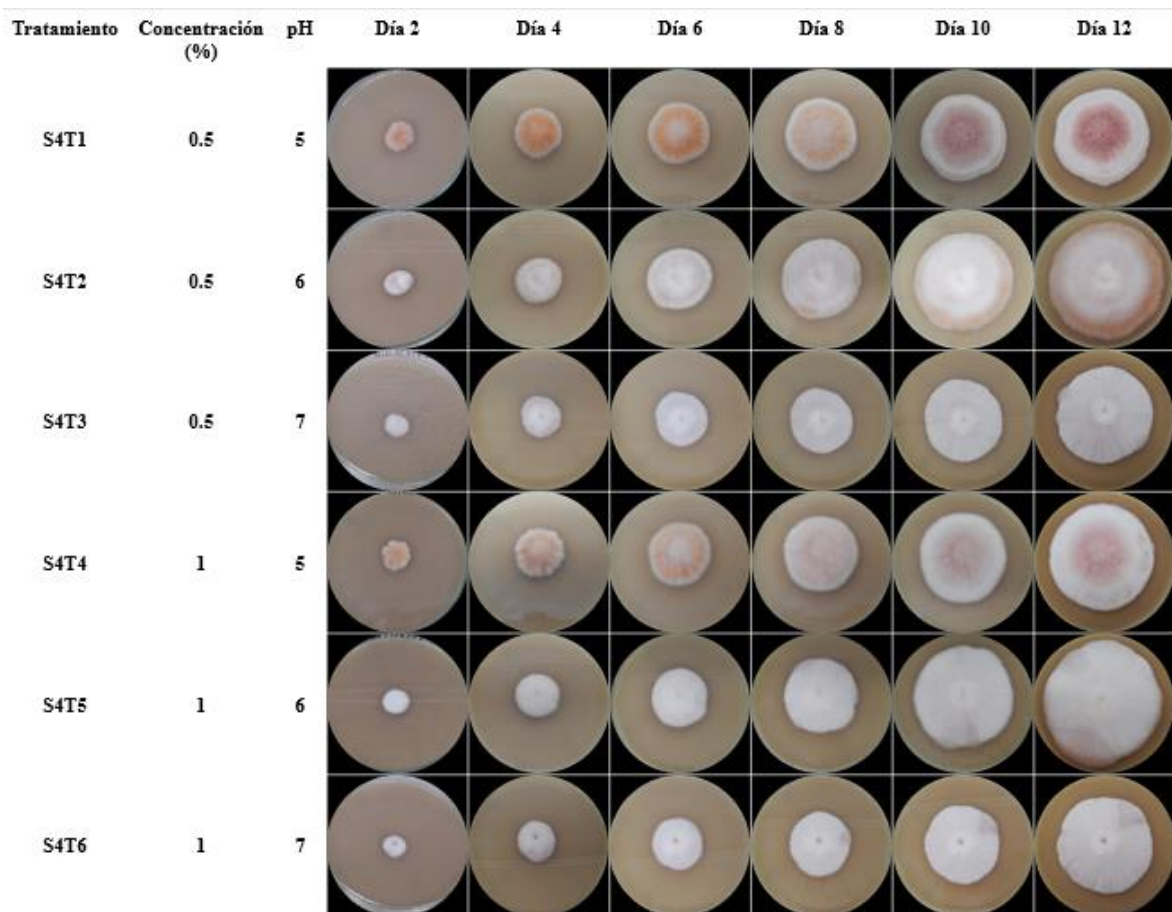 Tratamiento Concentración (%) pH Día 2 Día 4 Día 6 Día 8 Día 10 Día 12
S4T1 0.5 5
S4T2 0.5 6
S4T3 0.5 7
S4T4 1 5
S4T5 1 6
S4T6 1 7